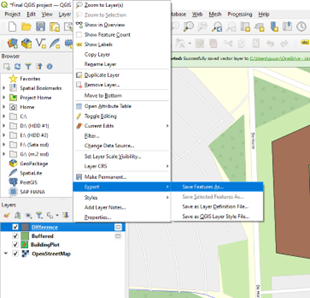 *Final QGIS project — QGIS
Project Edit View Layer
Database Web Mesh Processing Help
Zoom to Layer(s)
Zoom to Selection
Show in Overview
Show Feature Count
Show Labels
Copy Layer
Rename Layer
Duplicate Layer
Remove Layer...
Move to Bottom
Open Attribute Table
Toggle Editing
Current Edits
Filter...
Change Data Source...
Set Layer Scale Visibility...
Layer CRS
Make Permanent...
Export
Styles
Add Layer Notes...
Properties...
Save Features As...
Save Selected Features As...
Save as Layer Definition File...
Save as QGIS Layer Style File...
Successfully saved vector layer to
Browser
Favorites
Spatial Bookmarks
Project Home
Home
C:\
D:\ (HDD #1)
E:\ (HDD #2)
F:\ (Sata ssd)
G:\ (m.2 ssd)
GeoPackage
SpatiaLite
PostGIS
SAP HANA
Layers
Difference
Buffered
BuildingPlot
OpenStreetMap